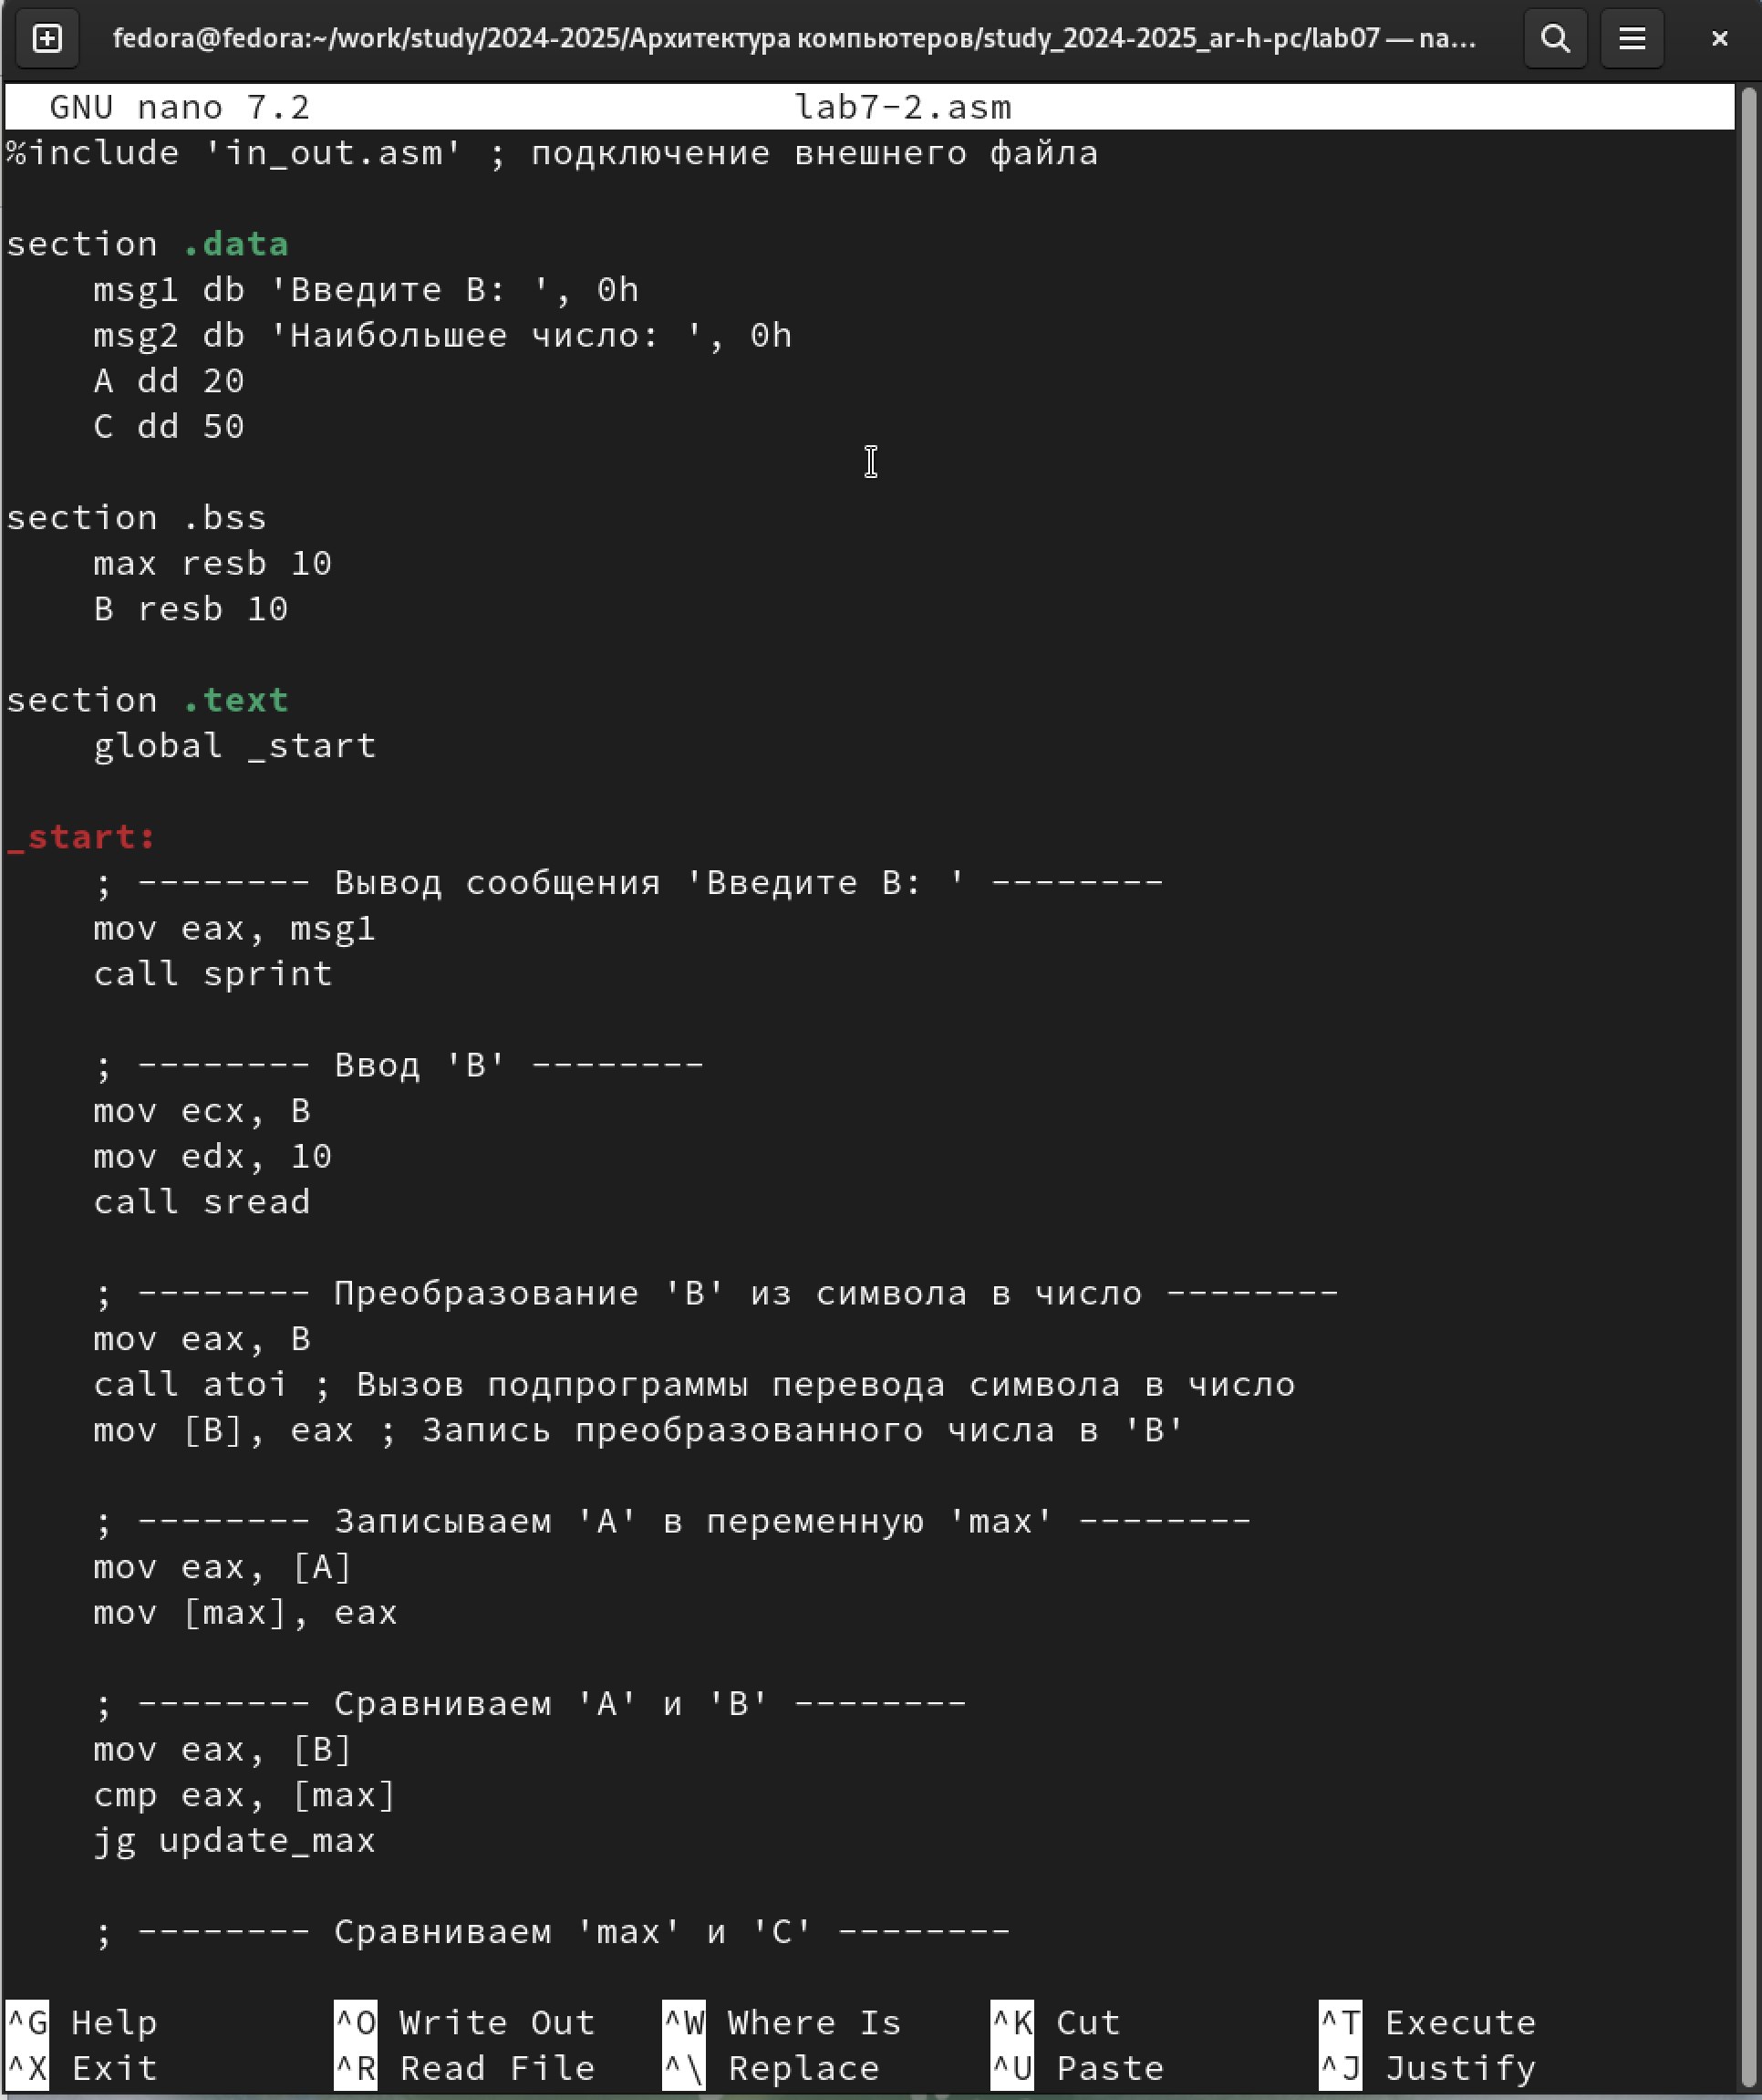 fedora@fedora:~/work/study/2024-2025/Архитектура компьютеров/study_2024-2025_ar-h-pc/lab07 — na...
GNU nano 7.2 lab7-2.asm
%include 'in_out.asm' ; подключение внешнего файла
section .data
msg1 db 'Введите B: ', 0h
msg2 db 'Наибольшее число: ', 0h
A dd 20
C dd 50
section .bss
max resb 10
B resb 10
section .text
global _start
_start:
; -------- Вывод сообщения 'Введите B: ' --------
mov eax, msg1
call sprint
; -------- Ввод 'B' --------
mov ecx, B
mov edx, 10
call sread
; -------- Преобразование 'B' из символа в число --------
mov eax, B
call atoi ; Вызов подпрограммы перевода символа в число
mov [B], eax ; Запись преобразованного числа в 'B'
; -------- Записываем 'A' в переменную 'max' --------
mov eax, [A]
mov [max], eax
; -------- Сравниваем 'A' и 'B' --------
mov eax, [B]
cmp eax, [max]
jg update_max
; -------- Сравниваем 'max' и 'C' --------
^G Help ^O Write Out ^W Where Is ^K Cut ^T Execute
^X Exit ^R Read File ^\ Replace ^U Paste ^J Justify